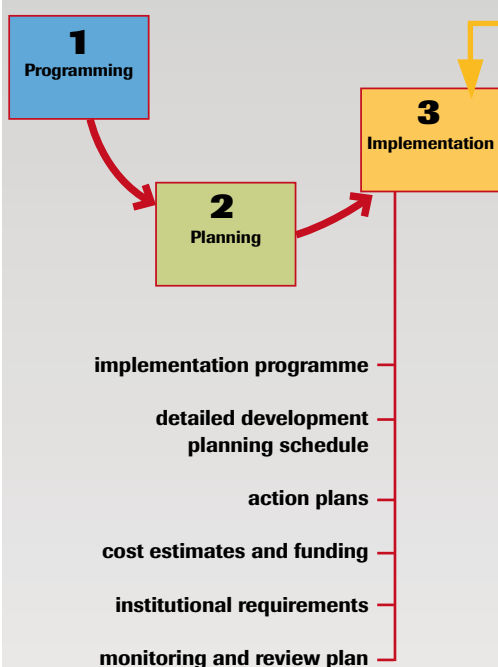 1
Programming
2
Planning
3
Implementation
implementation programme
detailed development
planning schedule
action plans
cost estimates and funding
institutional requirements
monitoring and review plan